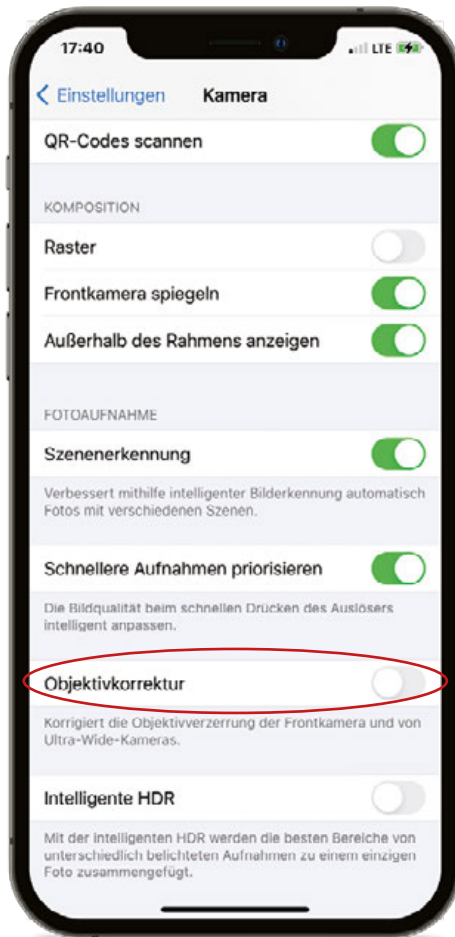 17:40
LTE
Einstellungen Kamera
QR-Codes scannen
KOMPOSITION
Raster
Frontkamera spiegeln
Außerhalb des Rahmens anzeigen
FOTOAUFNAHME
Szenenerkennung
Verbessert mithilfe intelligenter Bilderkennung automatisch
Fotos mit verschiedenen Szenen.
Schnellere Aufnahmen priorisieren
Die Bildqualität beim schnellen Drücken des Auslösers
intelligent anpassen.
Objektivkorrektur
Korrigiert die Objektivverzerrung der Frontkamera und von
Ultra-Wide-Kameras.
Intelligente HDR
Mit der intelligenten HDR werden die besten Bereiche von
unterschiedlich belichteten Aufnahmen zu einem einzigen
Foto zusammengefügt.